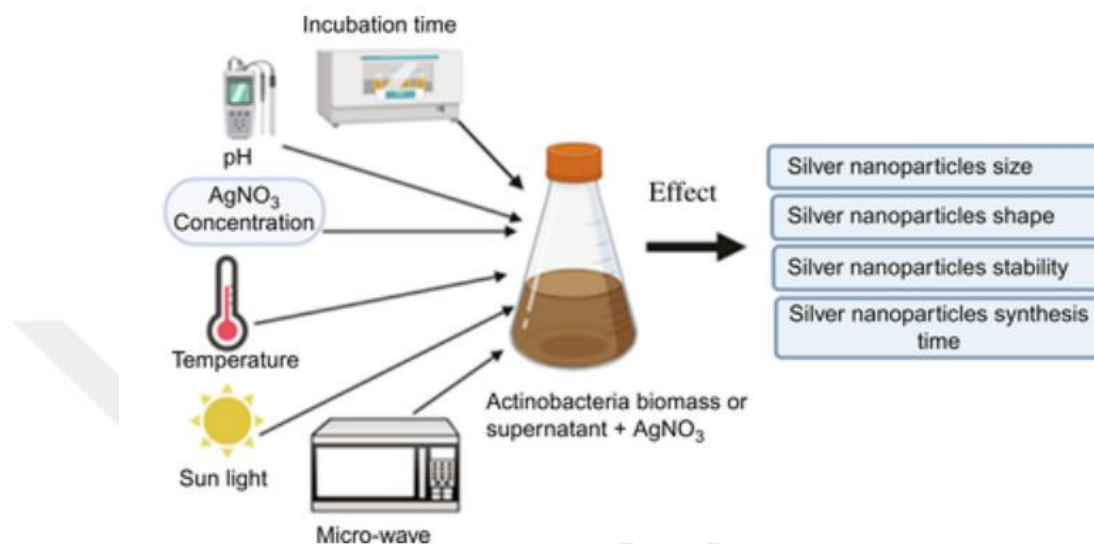 Incubation time
pH
AgNO₃
Concentration
Temperature
Sun light
Micro-wave
Actinobacteria biomass or
supernatant + AgNO₃
Effect
Silver nanoparticles size
Silver nanoparticles shape
Silver nanoparticles stability
Silver nanoparticles synthesis
time